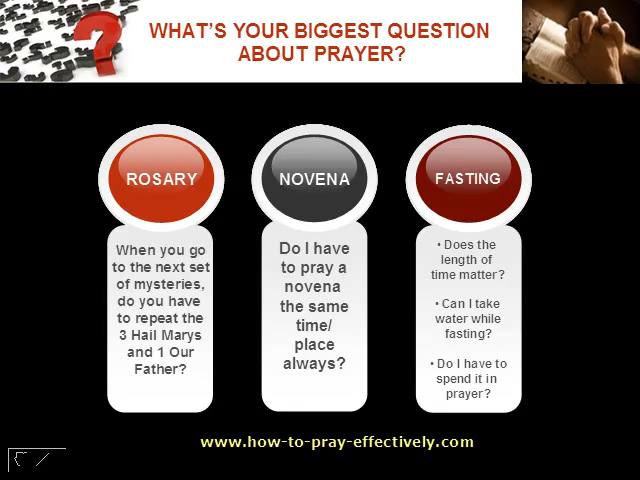 WHAT'S YOUR BIGGEST QUESTION
ABOUT PRAYER?
ROSARY
When you go
to the next set
of mysteries,
do you have
to repeat the
3 Hail Marys
and 1 Our
Father?
NOVENA
Do I have
to pray a
novena
the same
time/
place
always?
FASTING
• Does the
length of
time matter?
• Can I take
water while
fasting?
• Do I have to
spend it in
prayer?
www.how-to-pray-effectively.com